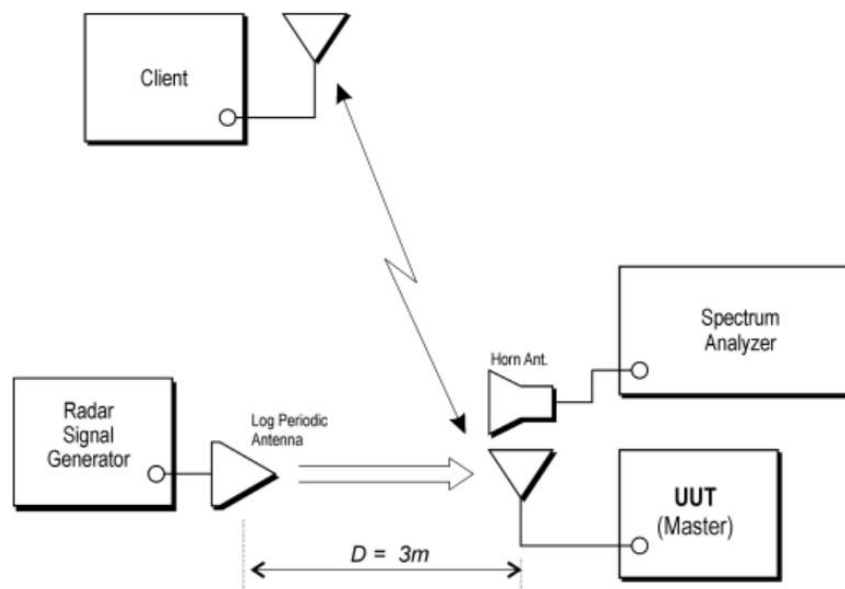 Client
Spectrum
Analyzer
Horn Ant.
Radar
Signal
Generator
Log Periodic
Antenna
UUT
(Master)
D = 3m